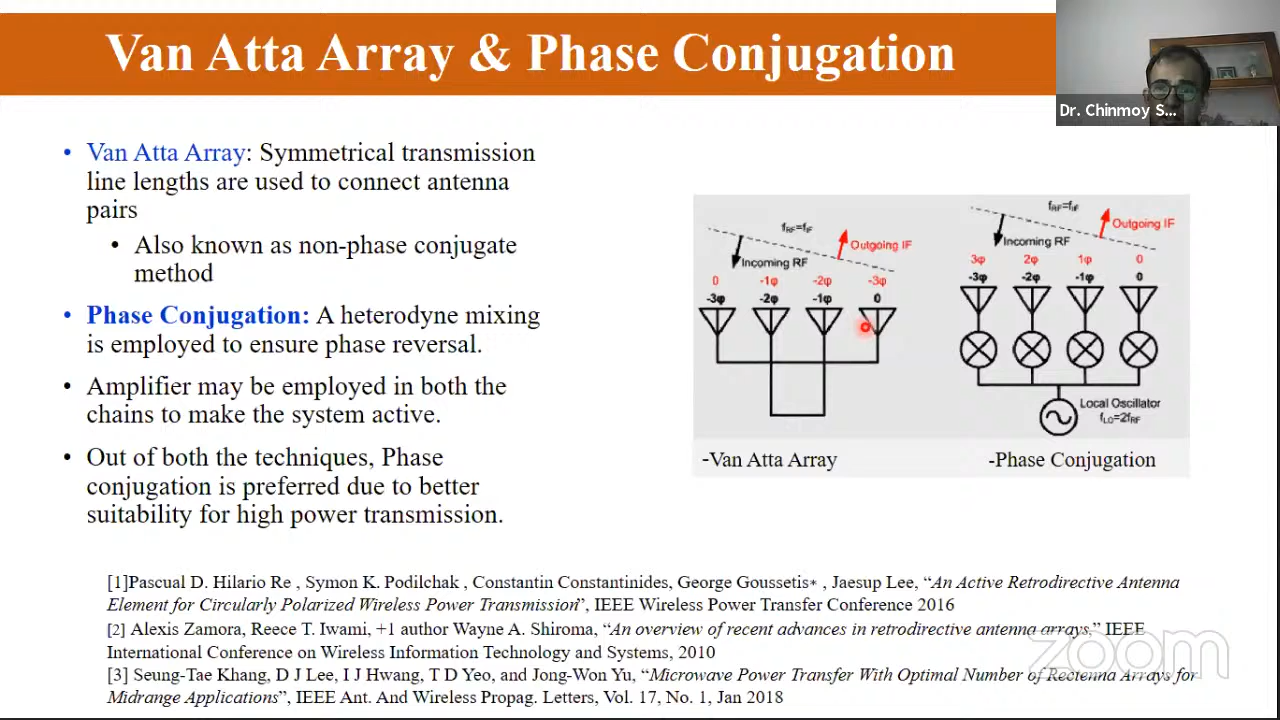 Van Atta Array & Phase Conjugation
Dr. Chinmoy S...
• Van Atta Array: Symmetrical transmission
line lengths are used to connect antenna
pairs
• Also known as non-phase conjugate
method
• Phase Conjugation: A heterodyne mixing
is employed to ensure phase reversal.
• Amplifier may be employed in both the
chains to make the system active.
• Out of both the techniques, Phase
conjugation is preferred due to better
suitability for high power transmission.
fRF=fIF
Outgoing IF
Incoming RF
0 -1φ -2φ -3φ
-3φ -2φ -1φ 0
-Van Atta Array
fRF=fIF
Outgoing IF
Incoming RF
3φ 2φ 1φ 0
-3φ -2φ -1φ 0
Local Oscillator
fLO=2fRF
-Phase Conjugation
[1]Pascual D. Hilario Re , Symon K. Podilchak , Constantin Constantinides, George Goussetis∗ , Jaesup Lee, “An Active Retrodirective Antenna
Element for Circularly Polarized Wireless Power Transmission”, IEEE Wireless Power Transfer Conference 2016
[2] Alexis Zamora, Reece T. Iwami, +1 author Wayne A. Shiroma, “An overview of recent advances in retrodirective antenna arrays,” IEEE
International Conference on Wireless Information Technology and Systems, 2010
[3] Seung-Tae Khang, D J Lee, I J Hwang, T D Yeo, and Jong-Won Yu, “Microwave Power Transfer With Optimal Number of Rectenna Arrays for
Midrange Applications”, IEEE Ant. And Wireless Propag. Letters, Vol. 17, No. 1, Jan 2018
zoom